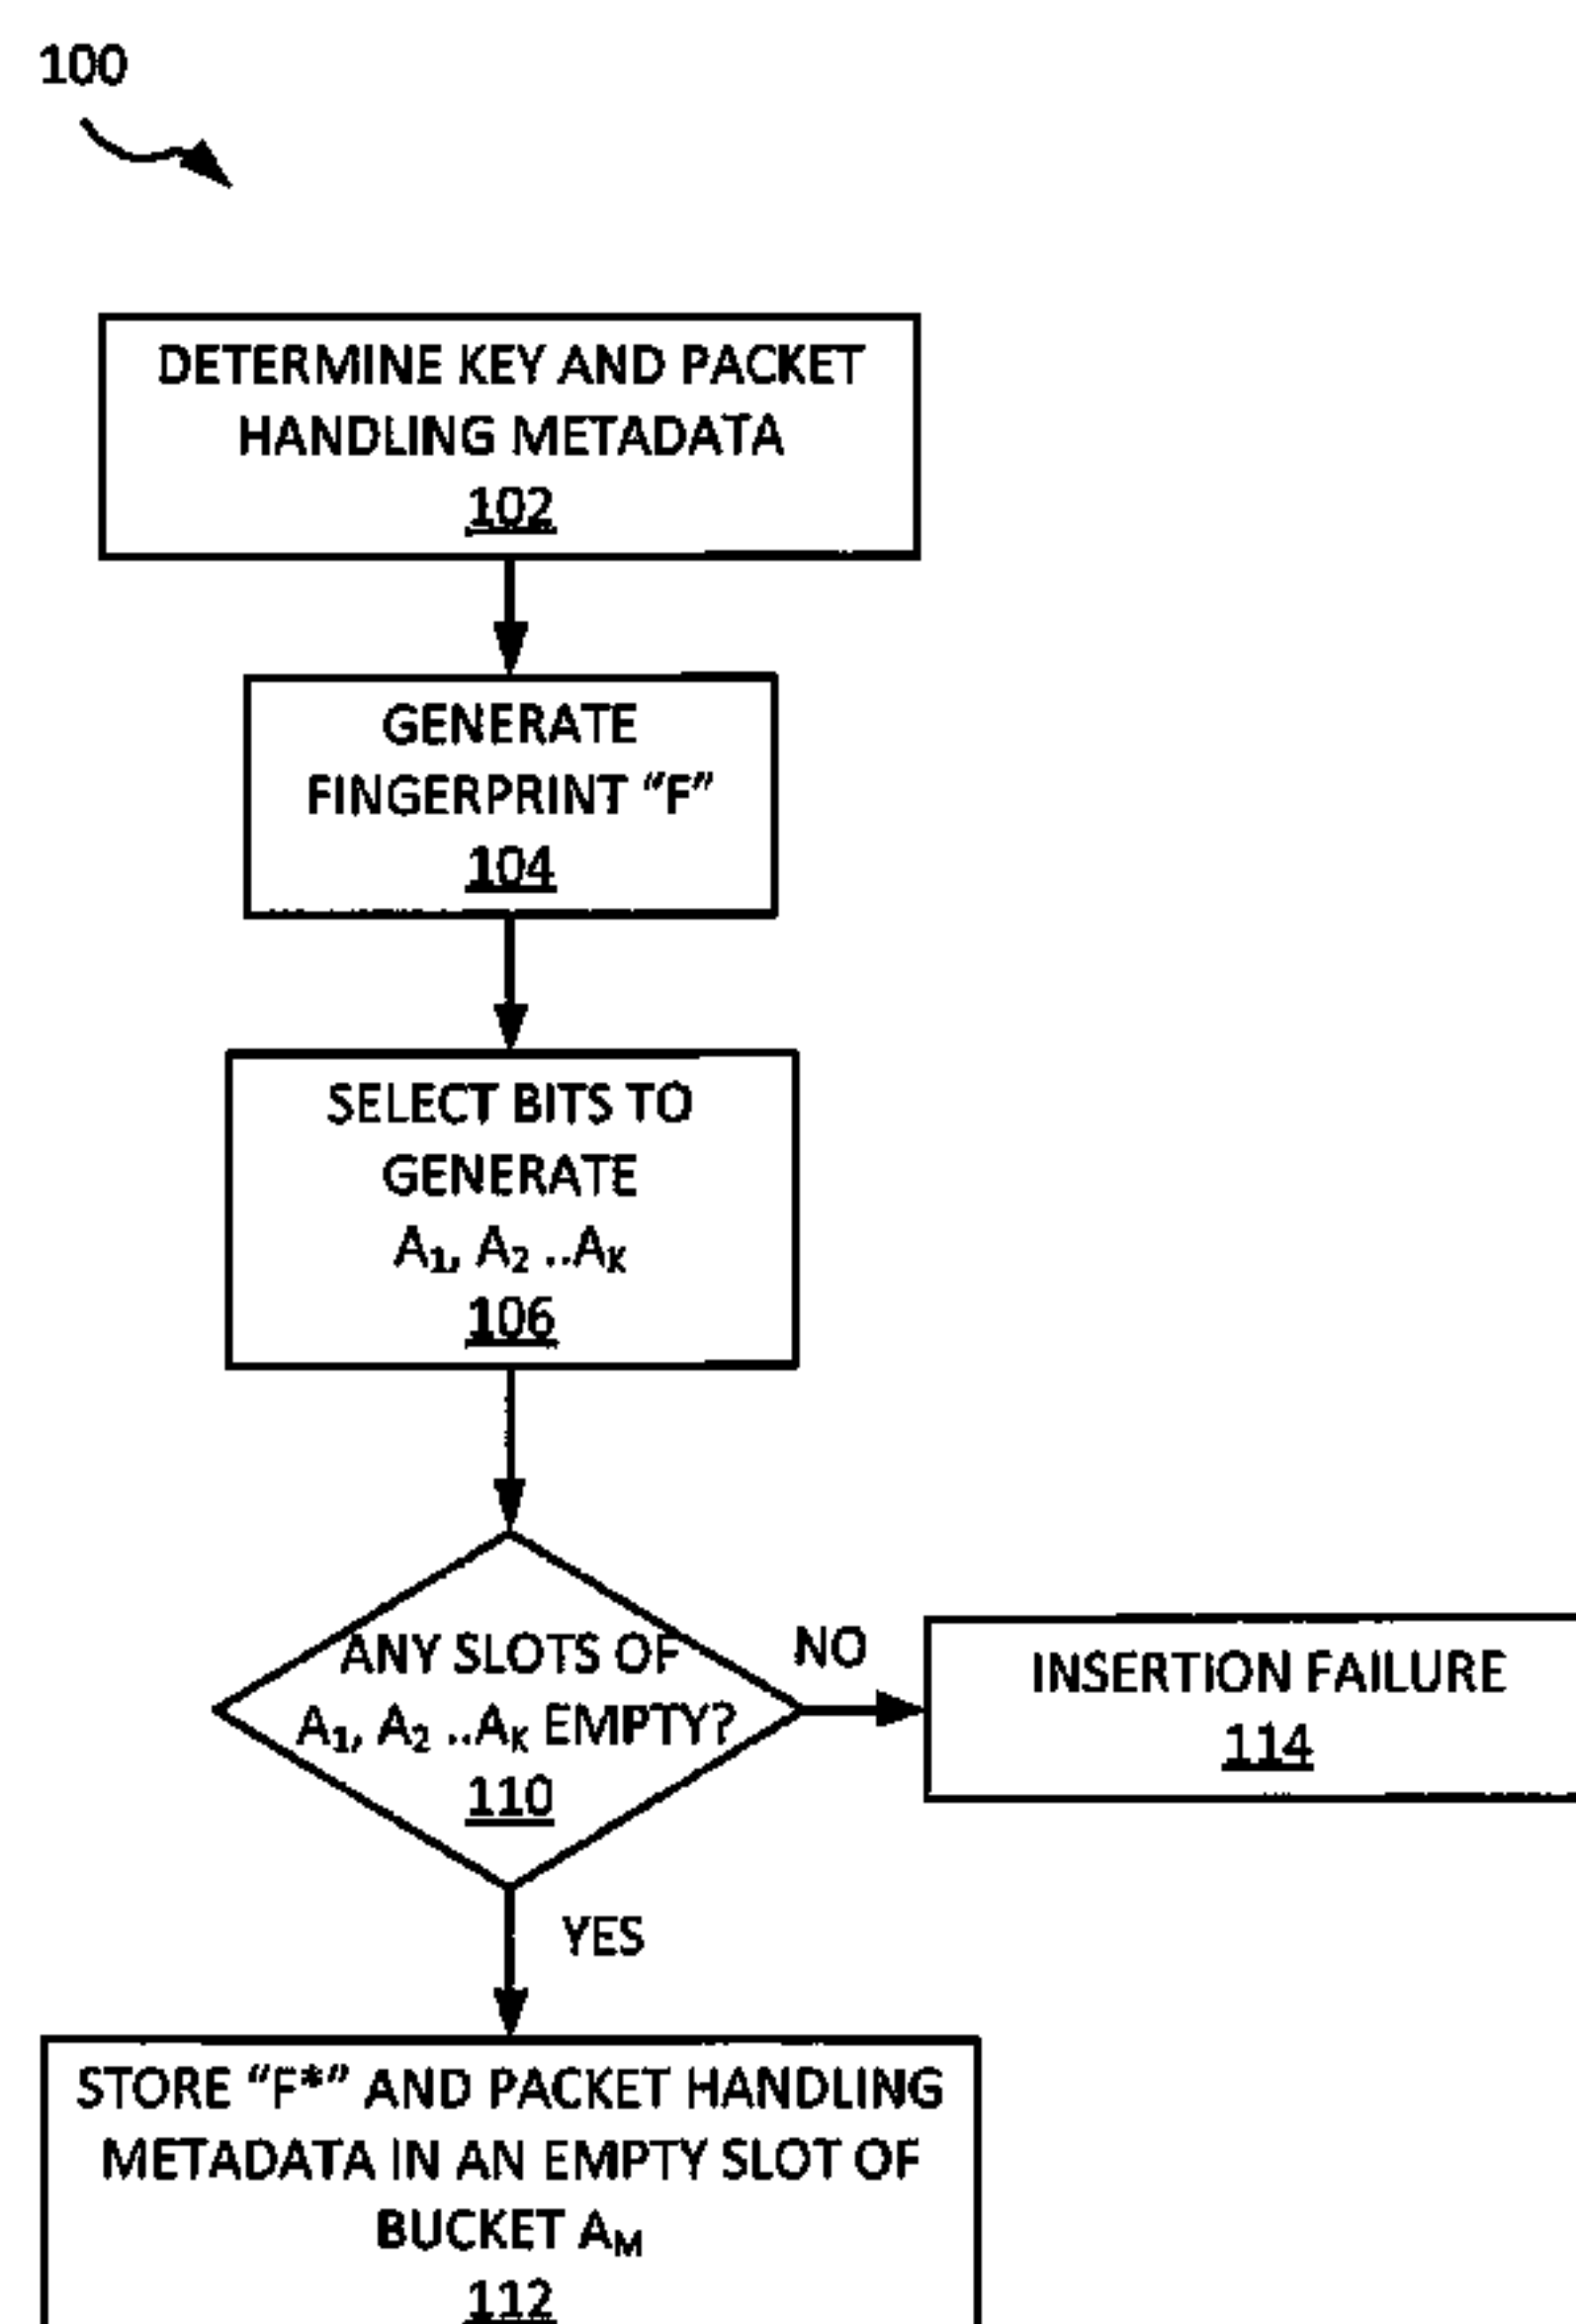 100
DETERMINE KEY AND PACKET
HANDLING METADATA
102
GENERATE
FINGERPRINT “F”
104
SELECT BITS TO
GENERATE
A₁, A₂ ..Aₖ
106
ANY SLOTS OF
A₁, A₂ ..Aₖ EMPTY?
110
NO
INSERTION FAILURE
114
YES
STORE “F*” AND PACKET HANDLING
METADATA IN AN EMPTY SLOT OF
BUCKET Aₘ
112